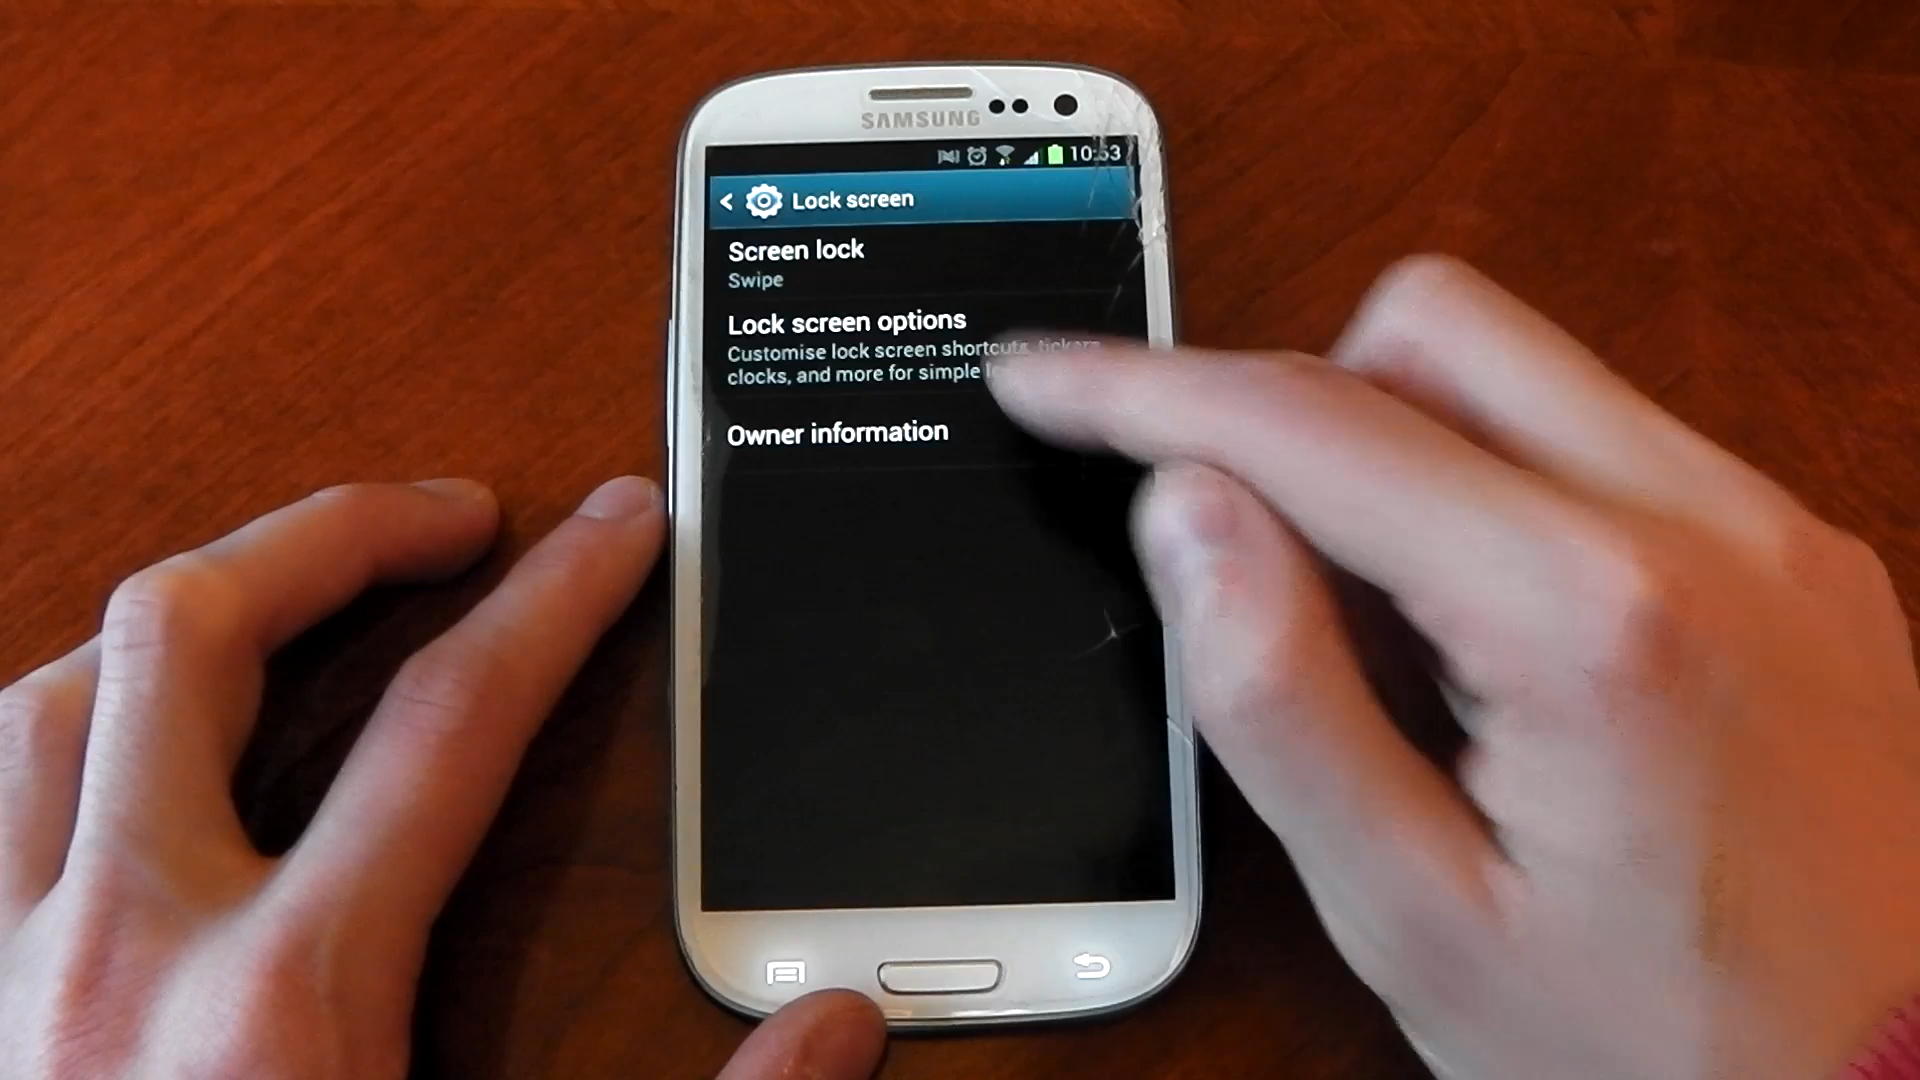 SAMSUNG
10:53
Lock screen
Screen lock
Swipe
Lock screen options
Customise lock screen shortcuts, tickers
clocks, and more for simple
Owner information